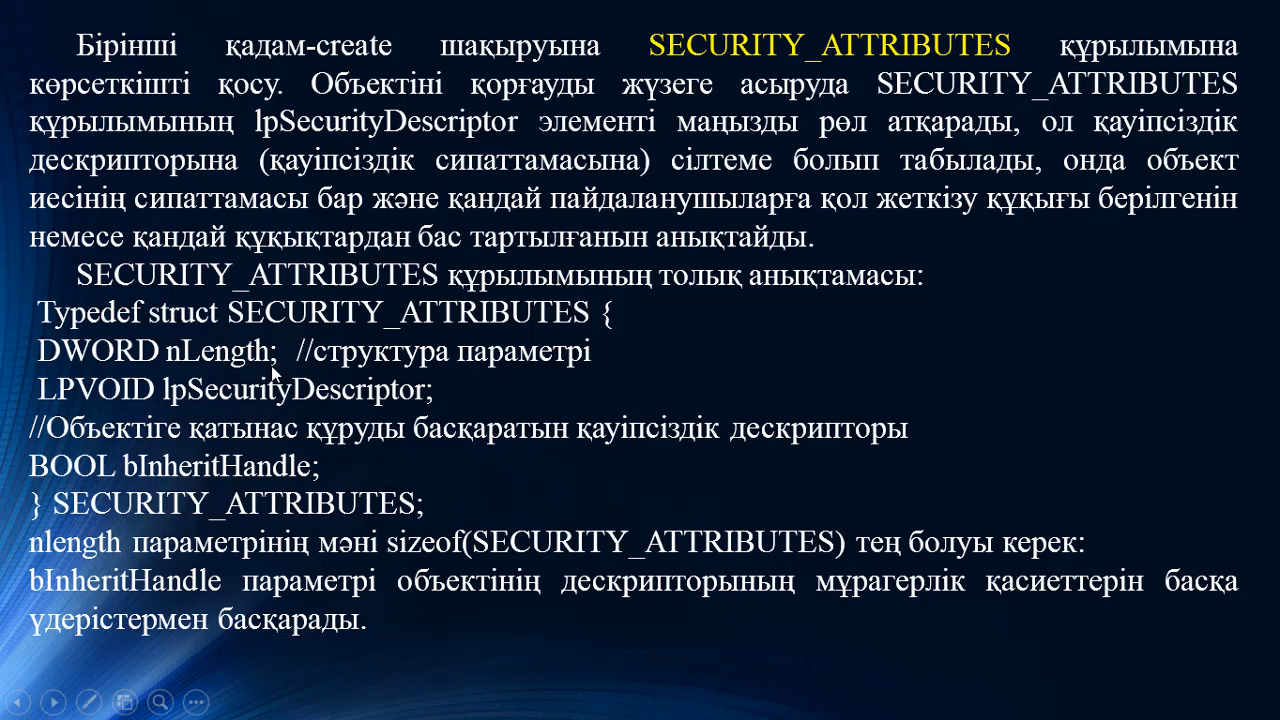 Бірінші қадам-create шақыруына SECURITY_ATTRIBUTES құрылымына
көрсеткішті қосу. Объектіні қорғауды жүзеге асыруда SECURITY_ATTRIBUTES
құрылымының lpSecurityDescriptor элементі маңызды рөл атқарады, ол қауіпсіздік
дескрипторына (қауіпсіздік сипаттамасына) сілтеме болып табылады, онда объект
иесінің сипаттамасы бар және қандай пайдаланушыларға қол жеткізу құқығы берілгенін
немесе қандай құқықтардан бас тартылғанын анықтайды.
SECURITY_ATTRIBUTES құрылымының толық анықтамасы:
Typedef struct SECURITY_ATTRIBUTES {
DWORD nLength; //структура параметрі
LPVOID lpSecurityDescriptor;
//Объектіге қатынас құруды басқаратын қауіпсіздік дескрипторы
BOOL bInheritHandle;
} SECURITY_ATTRIBUTES;
nlength параметрінің мәні sizeof(SECURITY_ATTRIBUTES) тең болуы керек:
bInheritHandle параметрі объектінің дескрипторының мұрагерлік қасиеттерін басқа
үдерістермен басқарады.